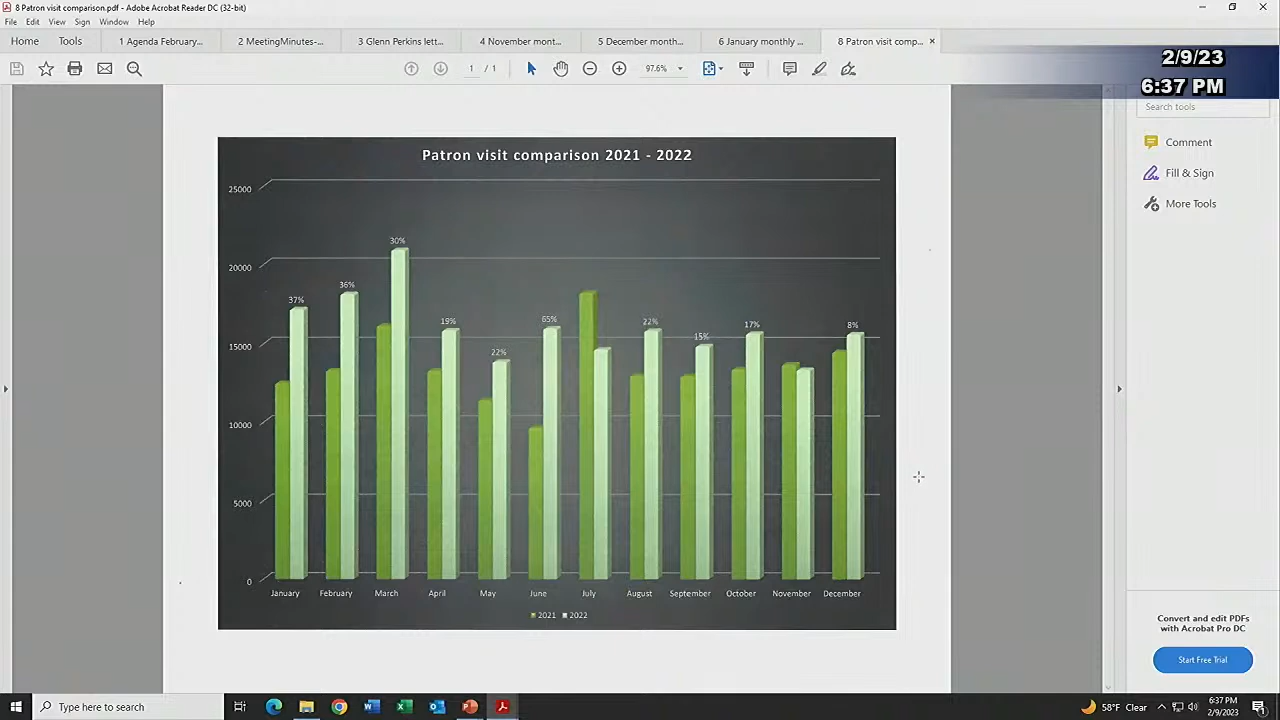 8 Patron visit comparison.pdf - Adobe Acrobat Reader DC (32-bit)
File Edit View Sign Window Help
Home Tools 1 Agenda February... 2 MeetingMinutes-... 3 Glenn Perkins lett... 4 November mont... 5 December month... 6 January monthly ... 8 Patron visit comp... ×
2/9/23
6:37 PM
1 / 1 97.6%
Search tools
Comment
Fill & Sign
More Tools
Patron visit comparison 2021 - 2022
25000
20000
15000
10000
5000
0
37% 36% 30% 19% 22% 65% 22% 15% 17% 8%
January February March April May June July August September October November December
2021 2022
Convert and edit PDFs
with Acrobat Pro DC
Start Free Trial
Type here to search
58°F Clear
6:37 PM
2/9/2023